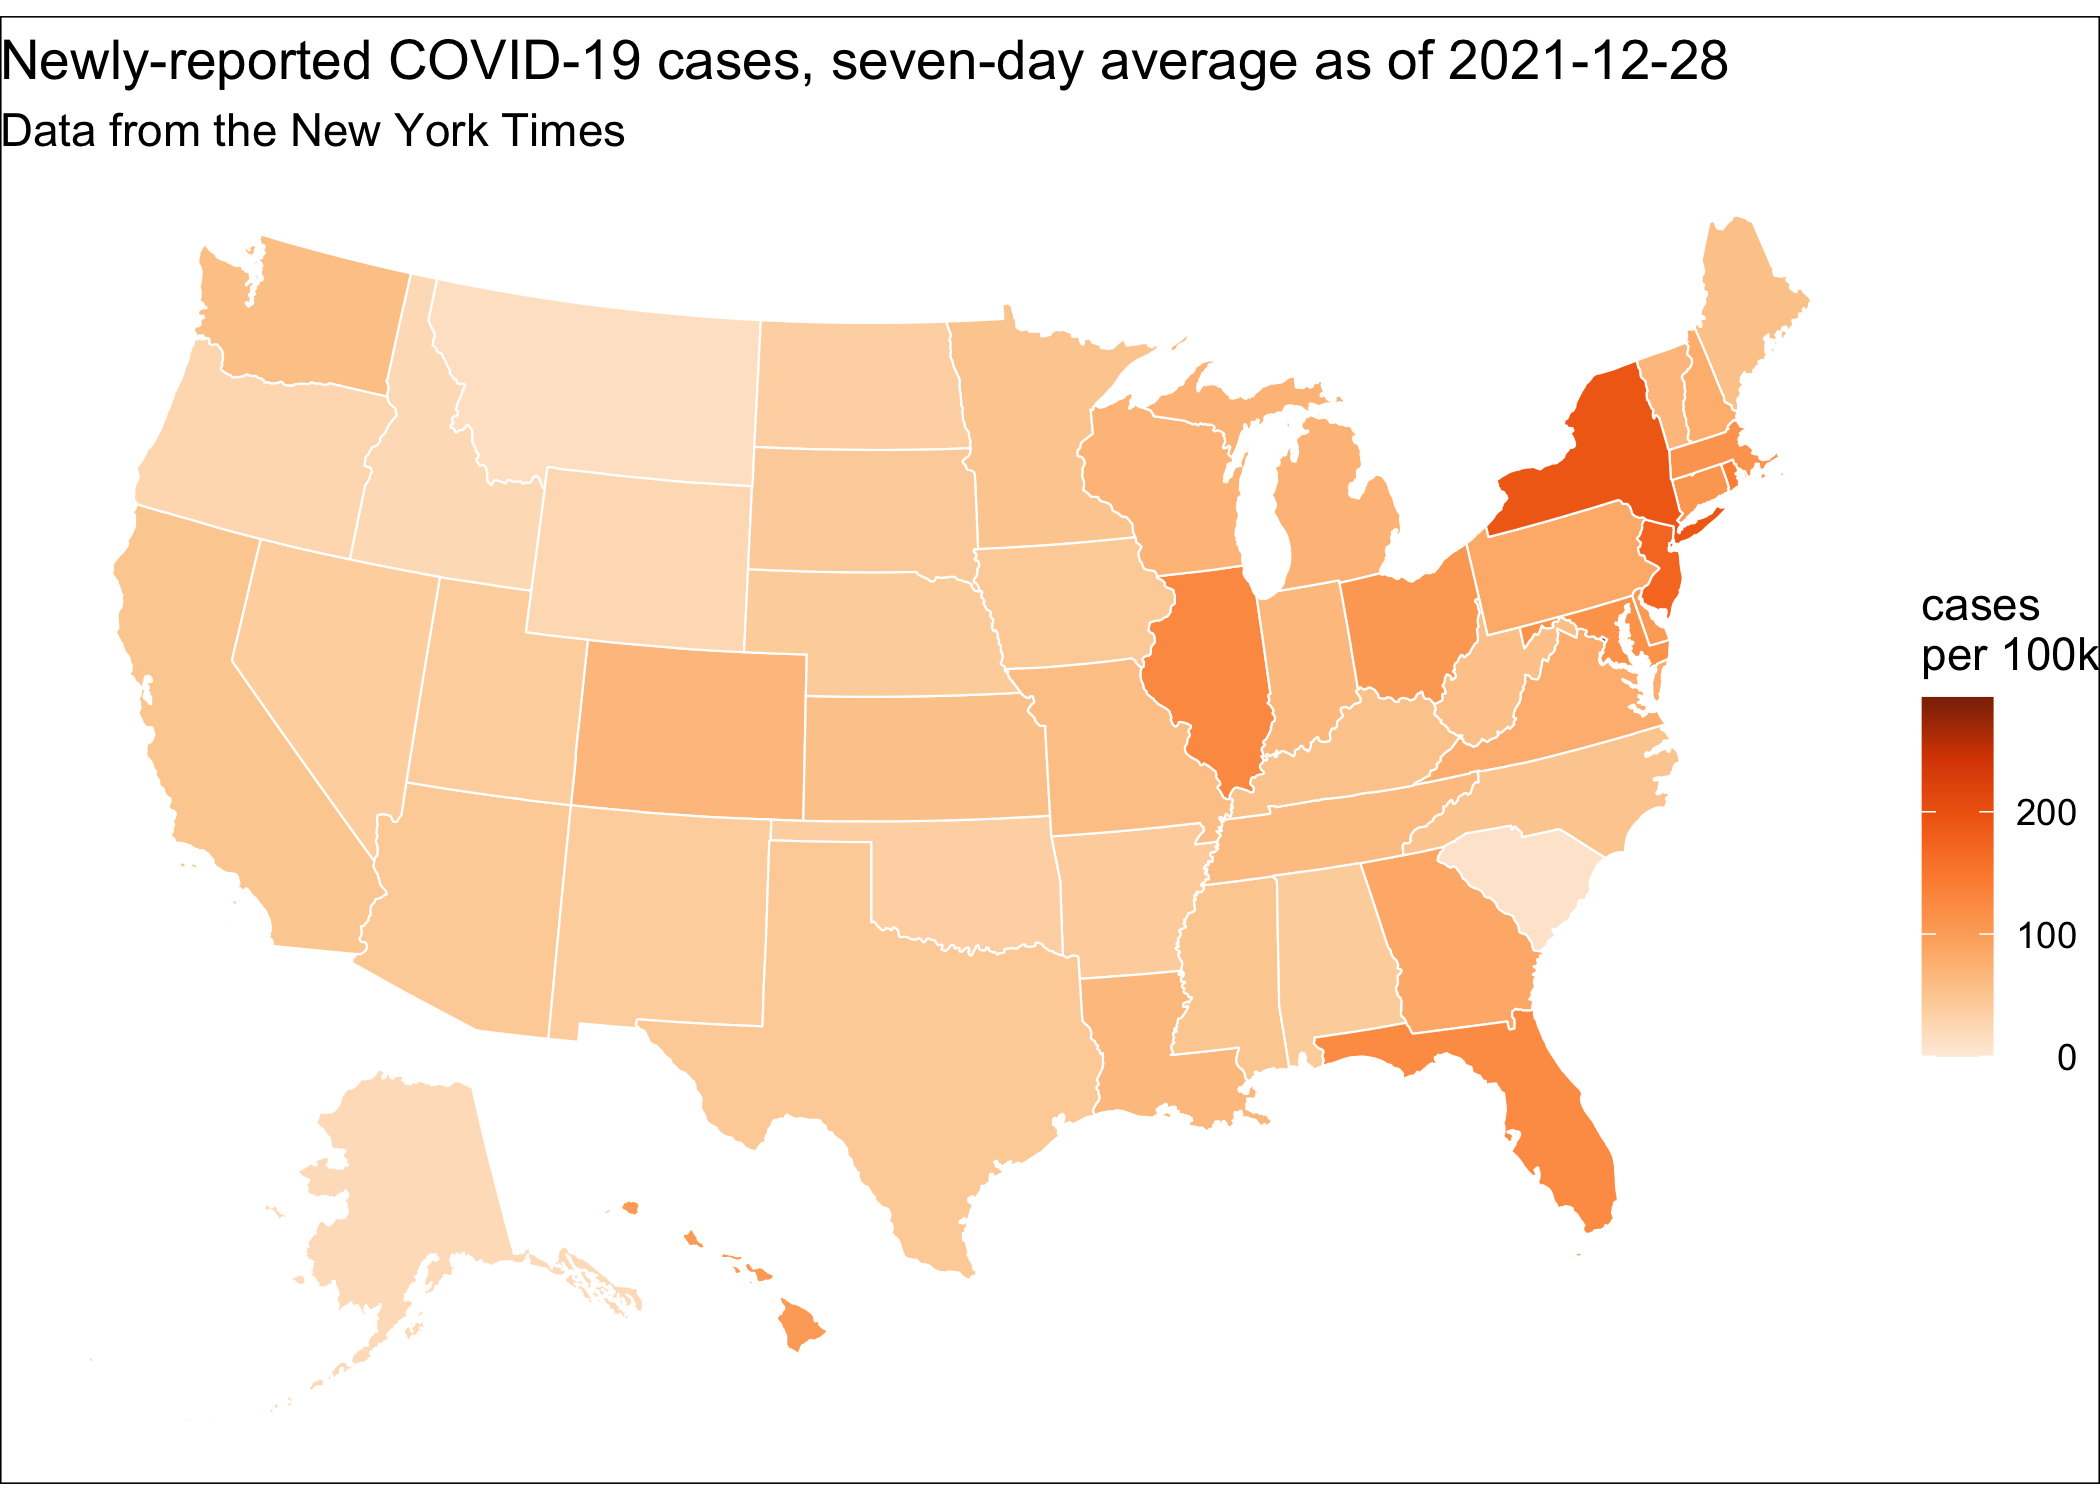 Newly-reported COVID-19 cases, seven-day average as of 2021-12-28
Data from the New York Times
cases
per 100k
200
100
0